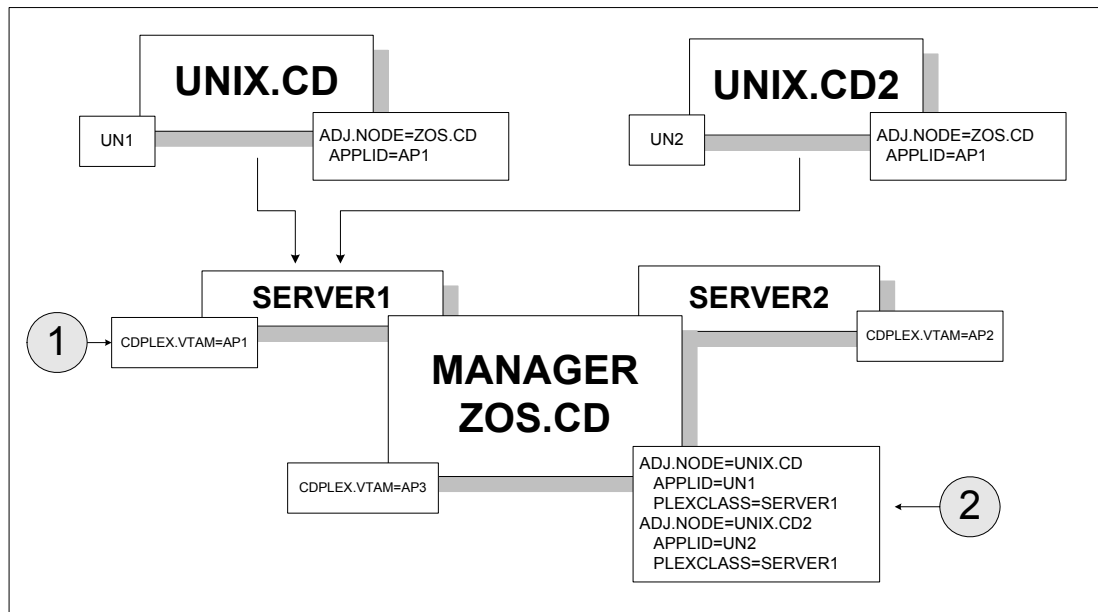 UNIX.CD
UN1
ADJ.NODE=ZOS.CD
APPLID=AP1
UNIX.CD2
UN2
ADJ.NODE=ZOS.CD
APPLID=AP1
SERVER1
SERVER2
1
CDPLEX.VTAM=AP1
CDPLEX.VTAM=AP2
MANAGER
ZOS.CD
CDPLEX.VTAM=AP3
ADJ.NODE=UNIX.CD
APPLID=UN1
PLEXCLASS=SERVER1
ADJ.NODE=UNIX.CD2
APPLID=UN2
PLEXCLASS=SERVER1
2